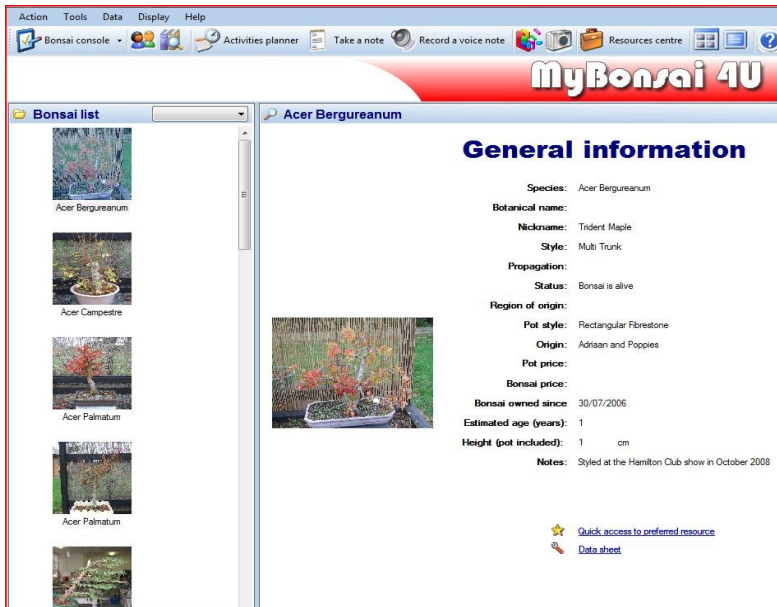 Action Tools Data Display Help
Bonsai console Activities planner Take a note Record a voice note Resources centre
MyBonsai 4U
Bonsai list
Acer Bergureanum
Acer Campestre
Acer Palmatum
Acer Palmatum
Acer Bergureanum
General information
Species: Acer Bergureanum
Botanical name:
Nickname: Trident Maple
Style: Multi Trunk
Propagation:
Status: Bonsai is alive
Region of origin:
Pot style: Rectangular Fibrestone
Origin: Adriaan and Poppies
Pot price:
Bonsai price:
Bonsai owned since 30/07/2006
Estimated age (years): 1
Height (pot included): 1 cm
Notes: Styled at the Hamilton Club show in October 2008
Quick access to preferred resource
Data sheet